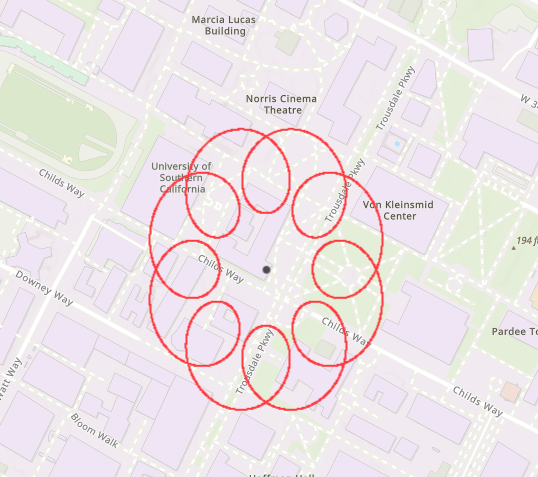 Marcia Lucas
Building
W 3
Norris Cinema
Theatre
Trousdale Pkwy
University of
Southern
California
Childs Way
Trousdale Pkwy
Von Kleinsmid
Center
194 f
Childs Way
Downey Way
Childs Way
Pardee To
Trousdale Pkwy
Watt Way
Childs Way
Bloom Walk